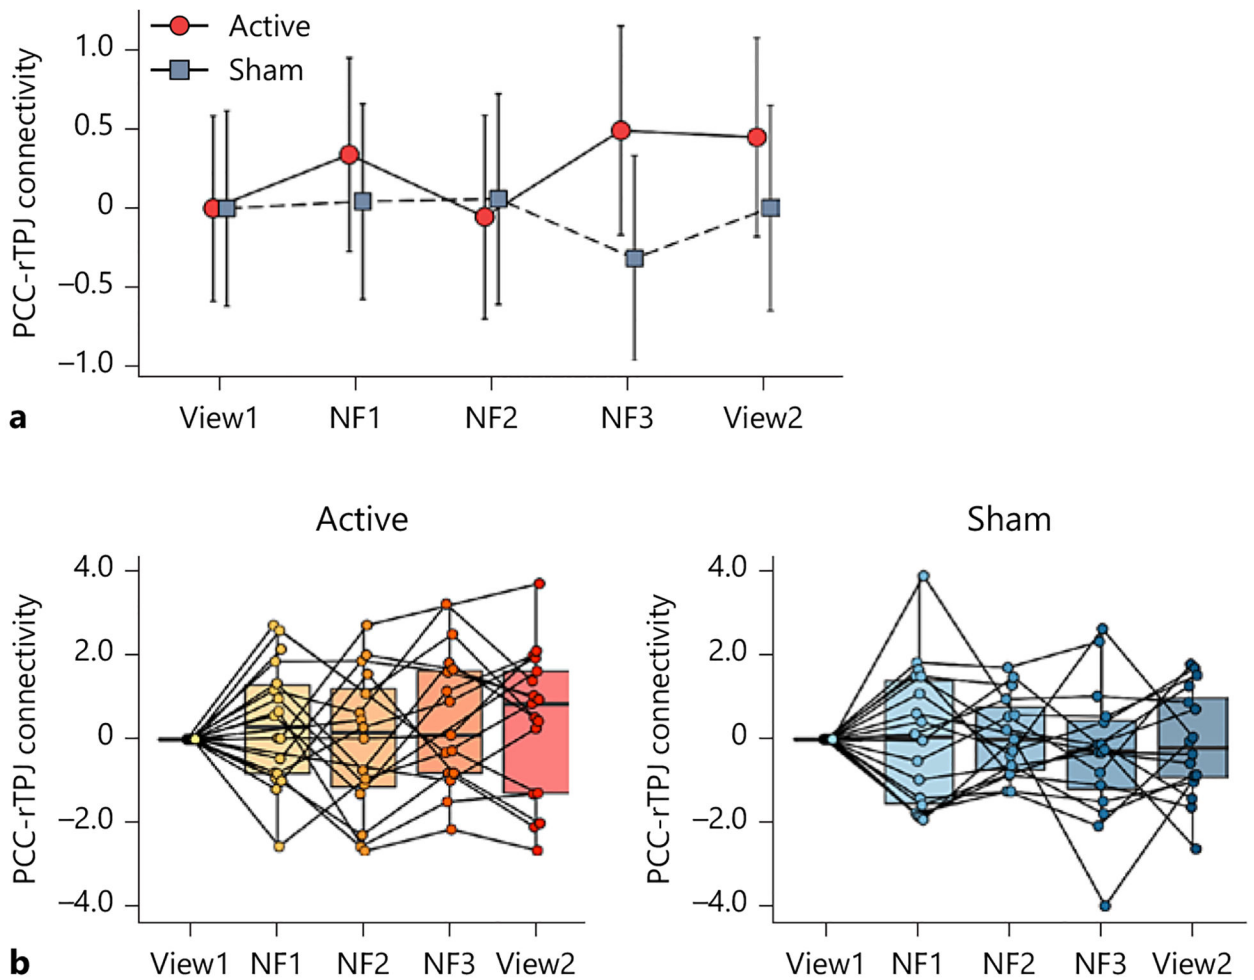 Active
Sham
PCC-rTPJ connectivity
1.0
0.5
0
–0.5
–1.0
View1 NF1 NF2 NF3 View2
a
Active
PCC-rTPJ connectivity
4.0
2.0
0
–2.0
–4.0
View1 NF1 NF2 NF3 View2
Sham
PCC-rTPJ connectivity
4.0
2.0
0
–2.0
–4.0
View1 NF1 NF2 NF3 View2
b